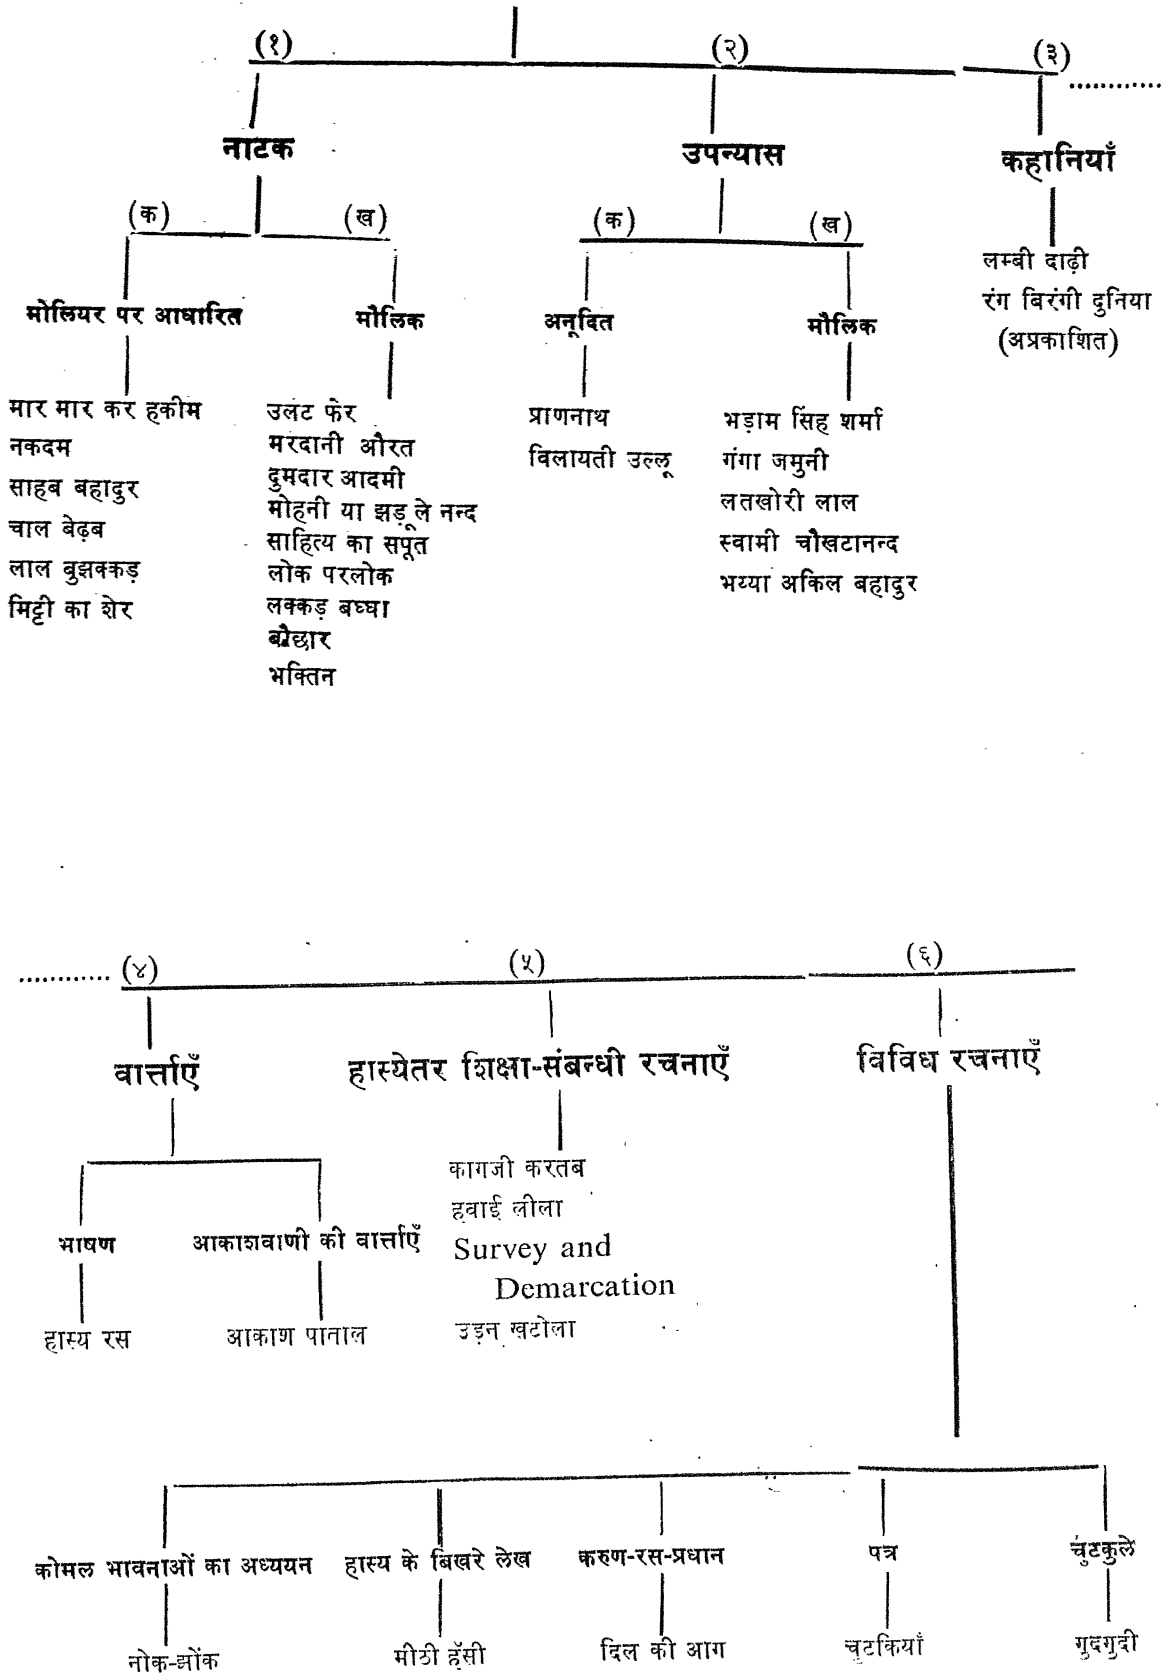 (१) (२) (३)
नाटक उपन्यास कहानियाँ
(क) (ख) (क) (ख)
लम्बी दाढ़ी
रंग बिरंगी दुनिया
(अप्रकाशित)
मोलियर पर आधारित मौलिक अनूदित मौलिक
मार मार कर हकीम
नकदम
साहब बहादुर
चाल बेढ़ब
लाल बुझक्कड़
मिट्टी का शेर
उलट फेर
मरदानी औरत
दुमदार आदमी
मोहनी या झड़ूले नन्द
साहित्य का सपूत
लोक परलोक
लक्कड़ बघ्घा
बौछार
भक्तिन
प्राणनाथ
विलायती उल्लू
भड़ाम सिंह शर्मा
गंगा जमुनी
लतखोरी लाल
स्वामी चौखटानन्द
भय्या अकिल बहादुर
(४) (५) (६)
वार्त्ताएँ हास्येतर शिक्षा-संबन्धी रचनाएँ विविध रचनाएँ
भाषण आकाशवाणी की वार्त्ताएँ
हास्य रस आकाश पाताल
कागजी करतब
हवाई लीला
Survey and
Demarcation
उड़न खटोला
कोमल भावनाओं का अध्ययन हास्य के बिखरे लेख करुण-रस-प्रधान पत्र चुटकुले
नोक-झोंक मीठी हँसी दिल की आग चुटकियाँ गुदगुदी